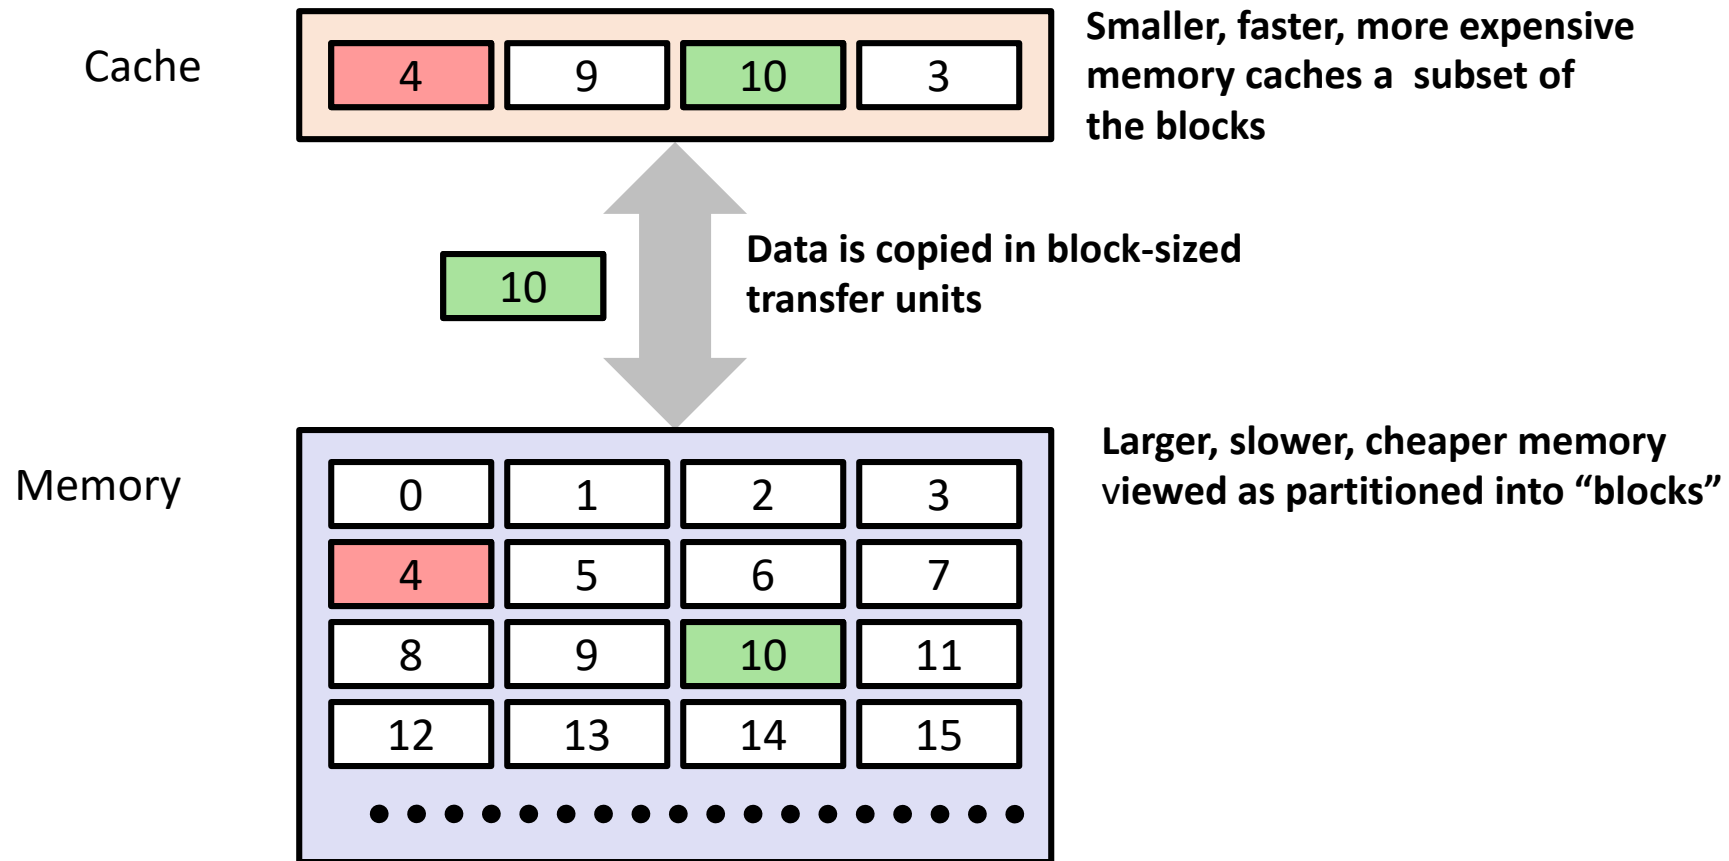 Cache
4 9 10 3
Smaller, faster, more expensive
memory caches a subset of
the blocks
10
Data is copied in block-sized
transfer units
Memory
Larger, slower, cheaper memory
viewed as partitioned into “blocks”
0 1 2 3
4 5 6 7
8 9 10 11
12 13 14 15